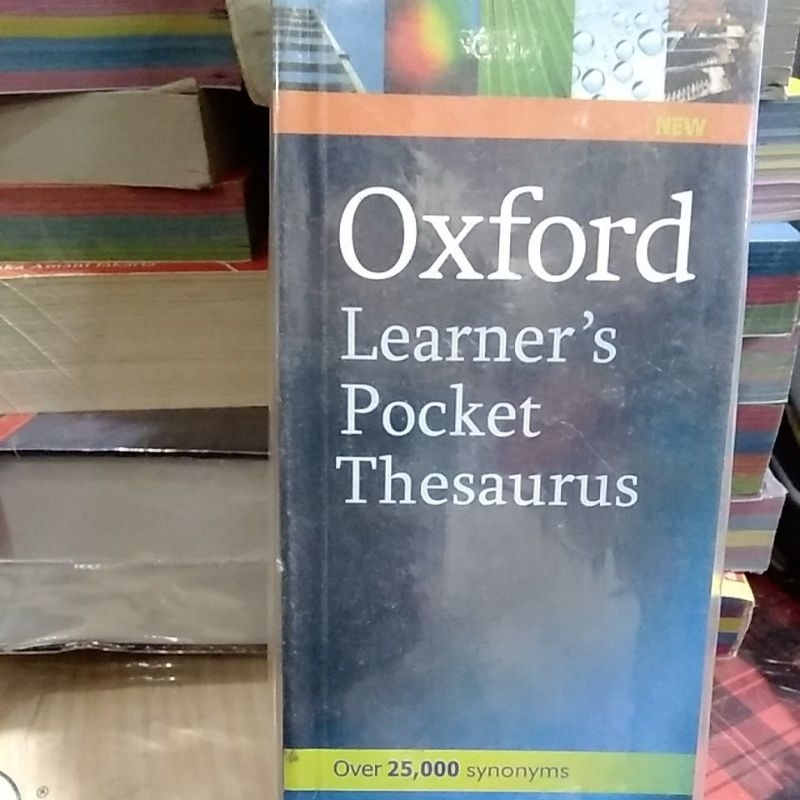 NEW
Oxford
Learner's
Pocket
Thesaurus
Over 25,000 synonyms
®